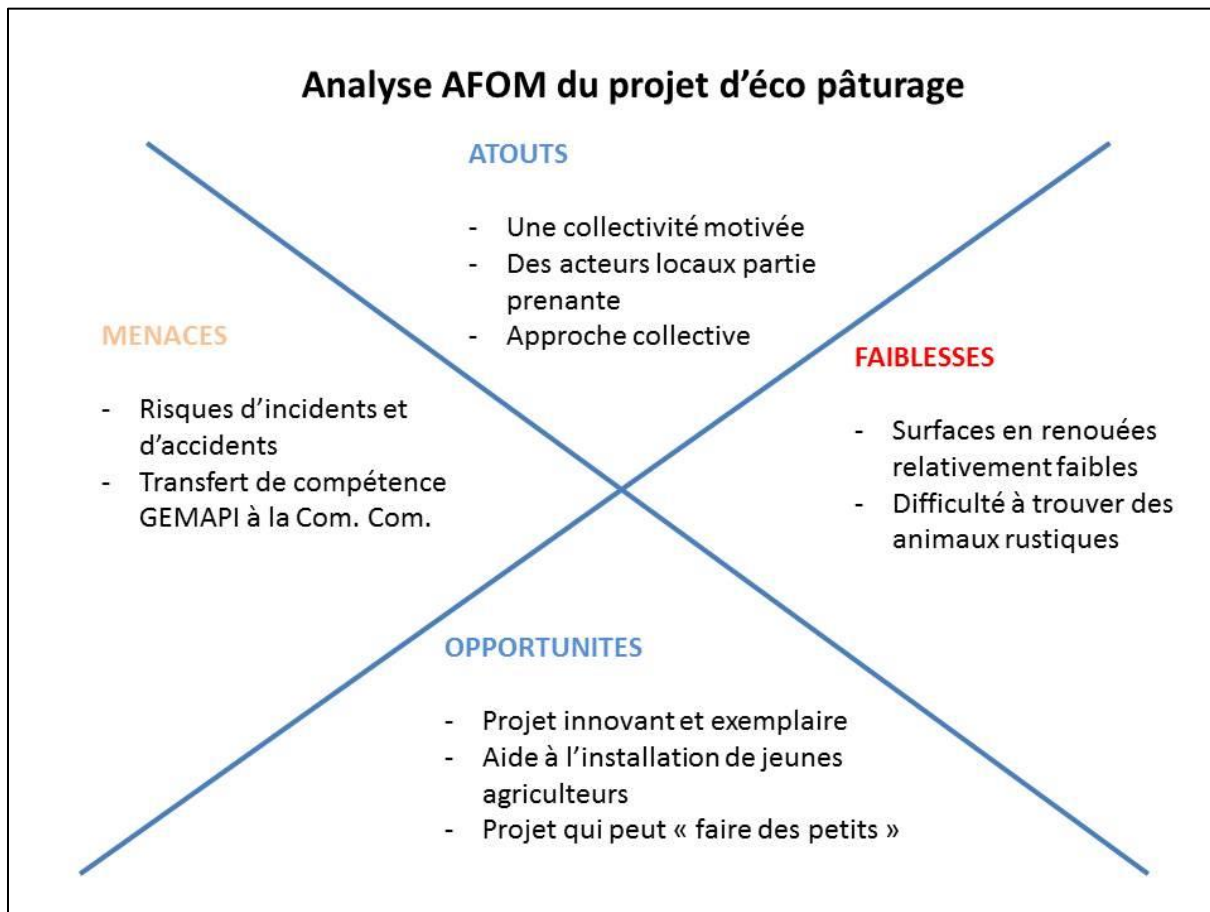 Analyse AFOM du projet d'éco pâturage
ATOUTS
- Une collectivité motivée
- Des acteurs locaux partie
prenante
- Approche collective
MENACES
- Risques d'incidents et
d'accidents
- Transfert de compétence
GEMAPI à la Com. Com.
FAIBLESSES
- Surfaces en renouées
relativement faibles
- Difficulté à trouver des
animaux rustiques
OPPORTUNITES
- Projet innovant et exemplaire
- Aide à l'installation de jeunes
agriculteurs
- Projet qui peut « faire des petits »